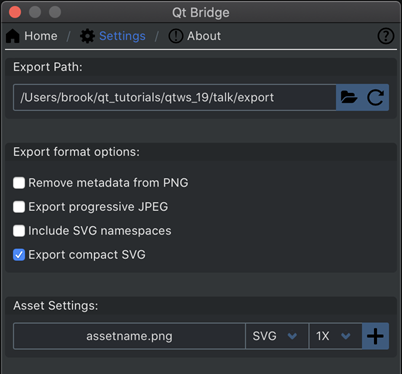 Qt Bridge
Home / Settings / About
Export Path:
/Users/brook/qt_tutorials/qtws_19/talk/export
Export format options:
Remove metadata from PNG
Export progressive JPEG
Include SVG namespaces
Export compact SVG
Asset Settings:
assetname.png SVG 1X